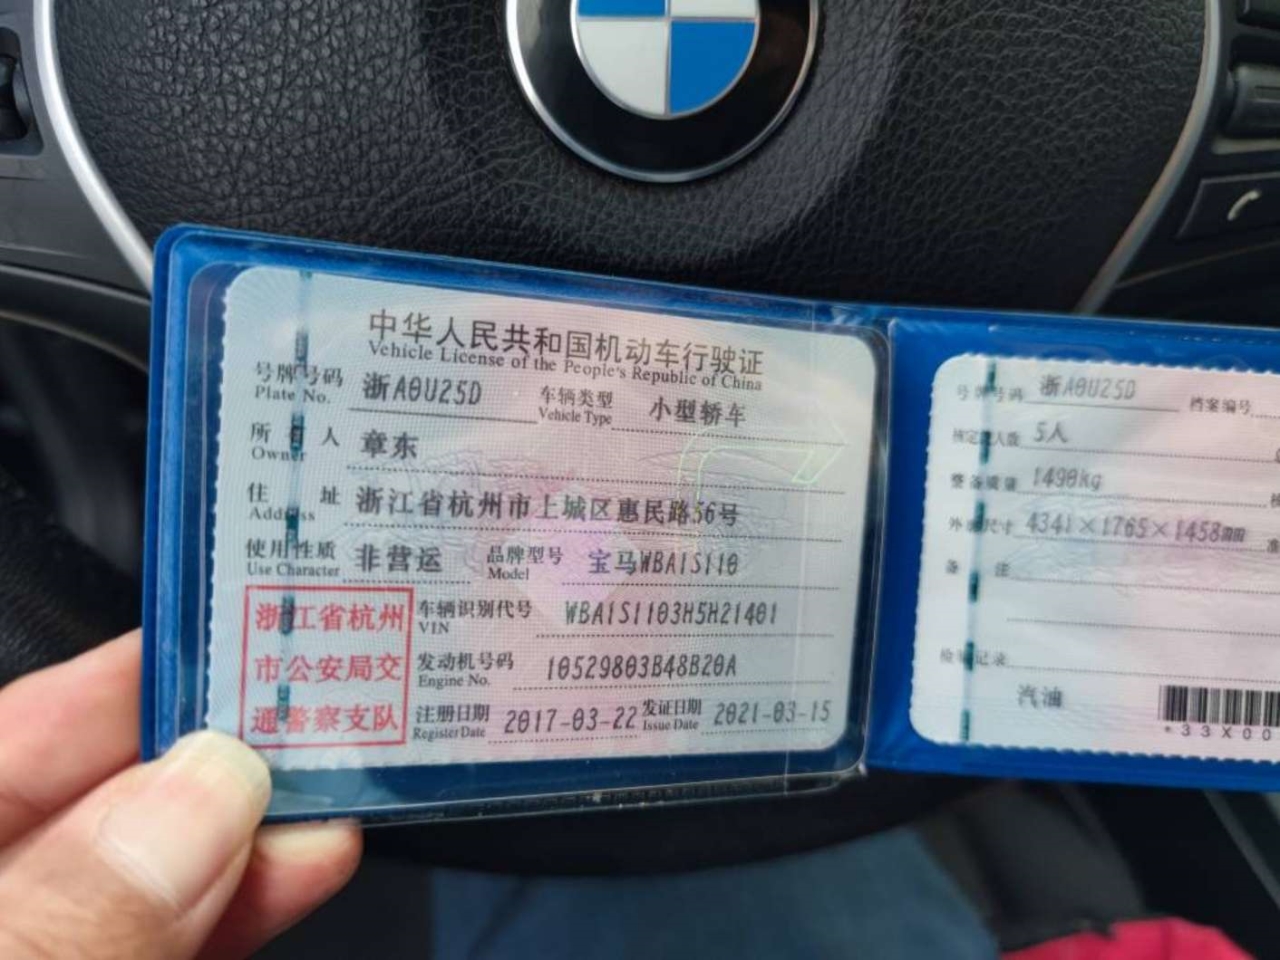 中华人民共和国机动车行驶证
Vehicle License of the People's Republic of China
号牌号码 浙A0U25D 车辆类型 小型轿车
Plate No. Vehicle Type
所有人 章东
Owner
住址 浙江省杭州市上城区惠民路56号
Address
使用性质 非营运 品牌型号 宝马WBA1S110
Use Character Model
浙江省杭州
市公安局交
通警察支队
车辆识别代号 WBA1S1103H5H21401
VIN
发动机号码 10529803B48B20A
Engine No.
注册日期 2017-03-22 发证日期 2021-03-15
Register Date Issue Date
号牌号码 浙A0U25D 档案编号
核定载人数 5人
整备质量 1490kg
外廓尺寸 4341×1765×1458mm
备注
检验记录
汽油
*33X00